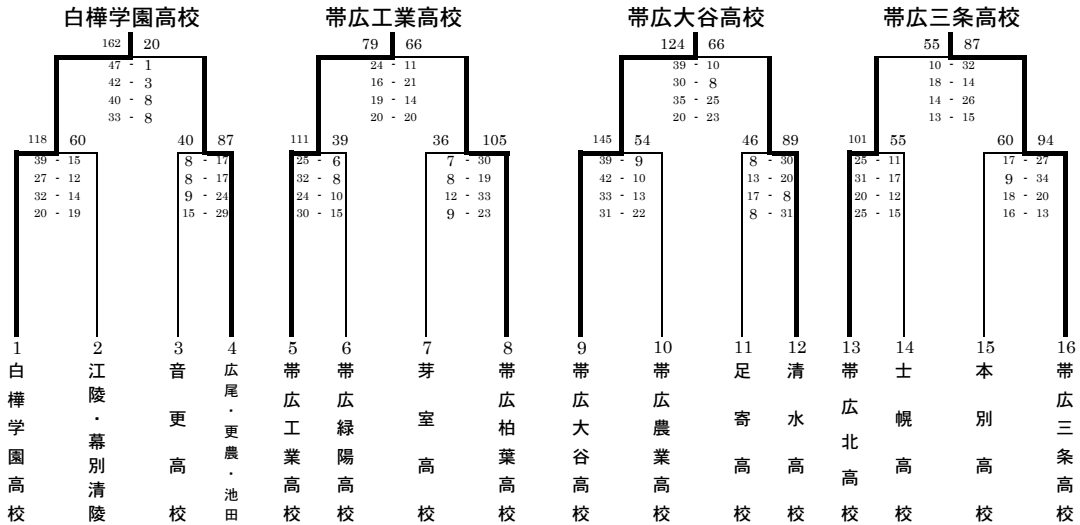 白樺学園高校 帯広工業高校 帯広大谷高校 帯広三条高校
162 20 79 66 124 66 55 87
47 - 1 24 - 11 39 - 10 10 - 32
42 - 3 16 - 21 30 - 8 18 - 14
40 - 8 19 - 14 35 - 25 14 - 26
33 - 8 20 - 20 20 - 23 13 - 15
118 60 40 87 111 39 36 105 145 54 46 89 101 55 60 94
39 - 15 8 - 17 25 - 6 7 - 30 39 - 9 8 - 30 25 - 11 17 - 27
27 - 12 8 - 17 32 - 8 8 - 19 42 - 10 13 - 20 31 - 17 9 - 34
32 - 14 9 - 24 24 - 10 12 - 33 33 - 13 17 - 8 20 - 12 18 - 20
20 - 19 15 - 29 30 - 15 9 - 23 31 - 22 8 - 31 25 - 15 16 - 13
1 2 3 4 5 6 7 8 9 10 11 12 13 14 15 16
白樺学園高校
江陵・幕別清陵
音更高校
広尾・更農・池田
帯広工業高校
帯広緑陽高校
芽室高校
帯広柏葉高校
帯広大谷高校
帯広農業高校
足寄高校
清水高校
帯広北高校
士幌高校
本別高校
帯広三条高校